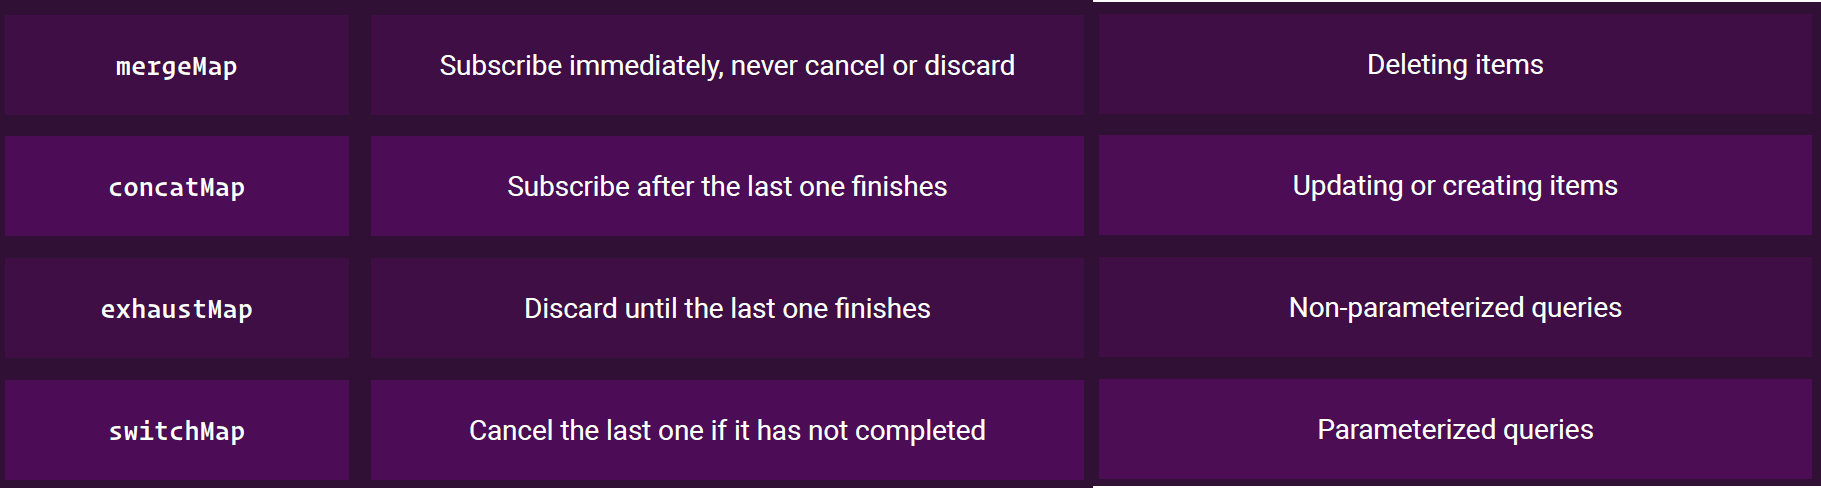 mergeMap
Subscribe immediately, never cancel or discard
Deleting items
concatMap
Subscribe after the last one finishes
Updating or creating items
exhaustMap
Discard until the last one finishes
Non-parameterized queries
switchMap
Cancel the last one if it has not completed
Parameterized queries